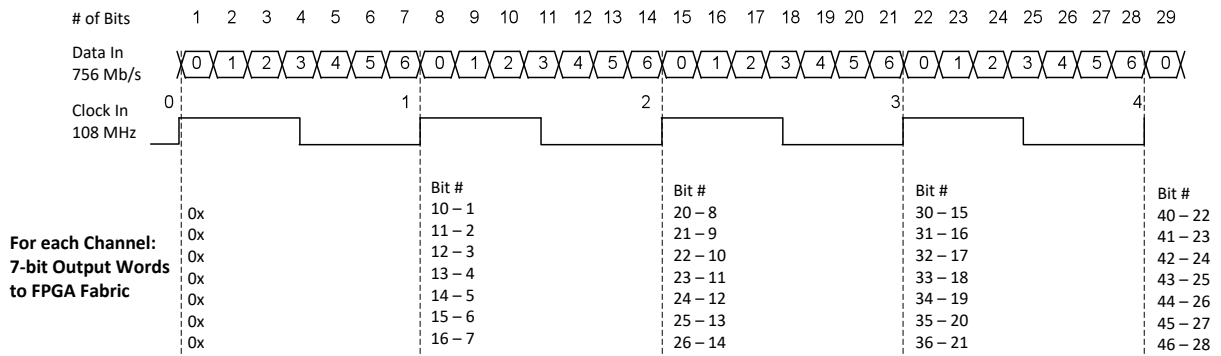 # of Bits 1 2 3 4 5 6 7 8 9 10 11 12 13 14 15 16 17 18 19 20 21 22 23 24 25 26 27 28 29
Data In
756 Mb/s
0 1 2 3 4 5 6 0 1 2 3 4 5 6 0 1 2 3 4 5 6 0 1 2 3 4 5 6 0
0 1 2 3 4
Clock In
108 MHz
For each Channel:
7-bit Output Words
to FPGA Fabric
0x
0x
0x
0x
0x
0x
0x
Bit #
10 – 1
11 – 2
12 – 3
13 – 4
14 – 5
15 – 6
16 – 7
Bit #
20 – 8
21 – 9
22 – 10
23 – 11
24 – 12
25 – 13
26 – 14
Bit #
30 – 15
31 – 16
32 – 17
33 – 18
34 – 19
35 – 20
36 – 21
Bit #
40 – 22
41 – 23
42 – 24
43 – 25
44 – 26
45 – 27
46 – 28